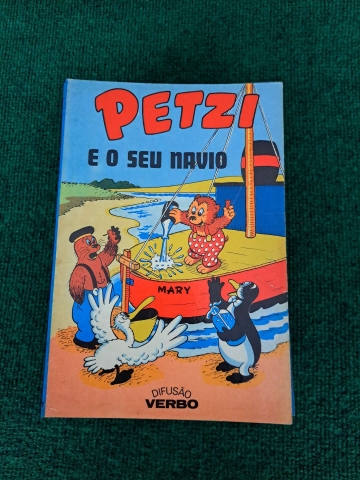 PETZI
E O SEU NAVIO
MARY
DIFUSÃO
VERBO